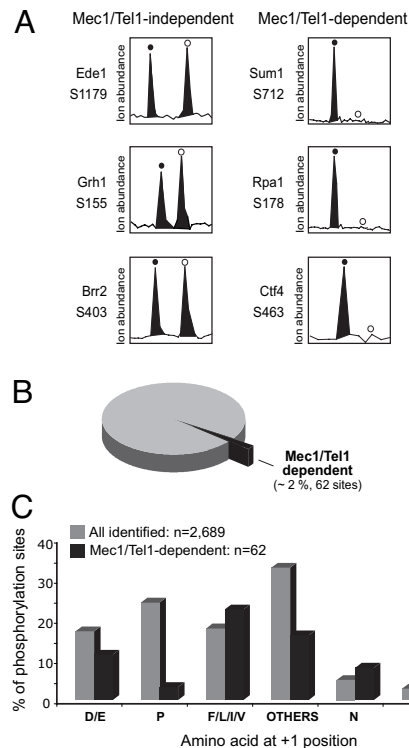 A
Mec1/Tel1-independent
Mec1/Tel1-dependent
Ede1
S1179
Ion abundance
Sum1
S712
Ion abundance
Grh1
S155
Ion abundance
Rpa1
S178
Ion abundance
Brr2
S403
Ion abundance
Ctf4
S463
Ion abundance
B
Mec1/Tel1
dependent
(~ 2 %, 62 sites)
C
All identified: n=2,689
Mec1/Tel1-dependent: n=62
% of phosphorylation sites
40
30
20
10
0
D/E
P
F/L/I/V
OTHERS
N
Amino acid at +1 position